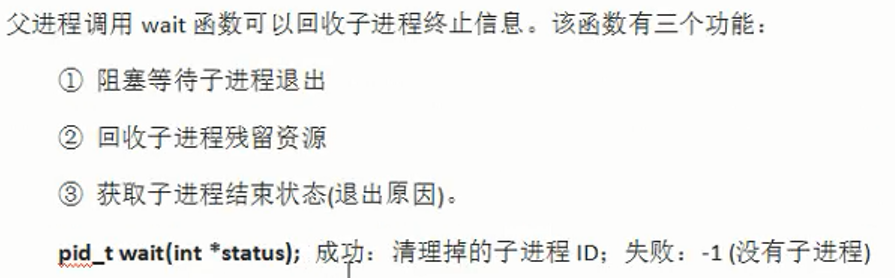 父进程调用 wait 函数可以回收子进程终止信息。该函数有三个功能：
① 阻塞等待子进程退出
② 回收子进程残留资源
③ 获取子进程结束状态(退出原因)。
pid_t wait(int *status); 成功：清理掉的子进程 ID；失败：-1 (没有子进程)